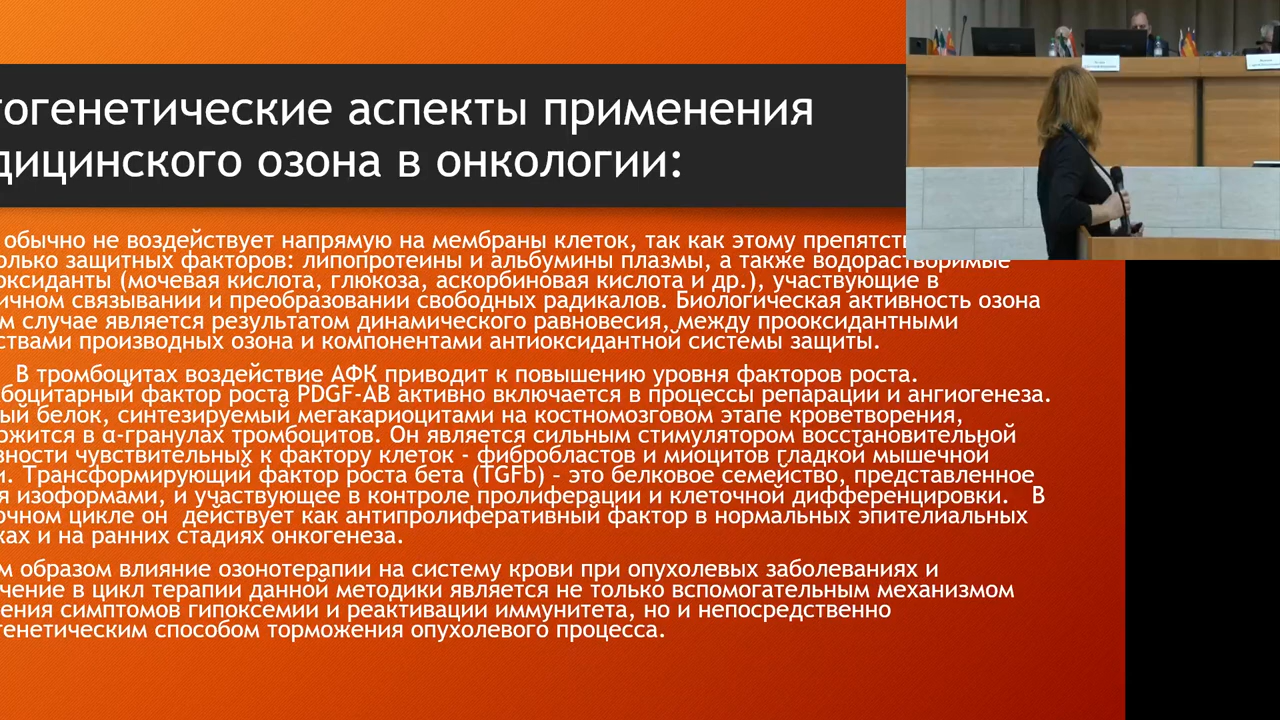 тогенетические аспекты применения
дицинского озона в онкологии:
обычно не воздействует напрямую на мембраны клеток, так как этому препятств
олько защитных факторов: липопротеины и альбумины плазмы, а также водорастворимые
оксиданты (мочевая кислота, глюкоза, аскорбиновая кислота и др.), участвующие в
ичном связывании и преобразовании свободных радикалов. Биологическая активность озона
м случае является результатом динамического равновесия, между прооксидантными
ствами производных озона и компонентами антиоксидантной системы защиты.
В тромбоцитах воздействие АФК приводит к повышению уровня факторов роста.
боцитарный фактор роста PDGF-AB активно включается в процессы репарации и ангиогенеза.
ый белок, синтезируемый мегакариоцитами на костномозговом этапе кроветворения,
ржится в α-гранулах тромбоцитов. Он является сильным стимулятором восстановительной
вности чувствительных к фактору клеток - фибробластов и миоцитов гладкой мышечной
и. Трансформирующий фактор роста бета (TGFb) – это белковое семейство, представленное
я изоформами, и участвующее в контроле пролиферации и клеточной дифференцировки. В
очном цикле он действует как антипролиферативный фактор в нормальных эпителиальных
ках и на ранних стадиях онкогенеза.
м образом влияние озонотерапии на систему крови при опухолевых заболеваниях и
чение в цикл терапии данной методики является не только вспомогательным механизмом
ения симптомов гипоксемии и реактивации иммунитета, но и непосредственно
генетическим способом торможения опухолевого процесса.